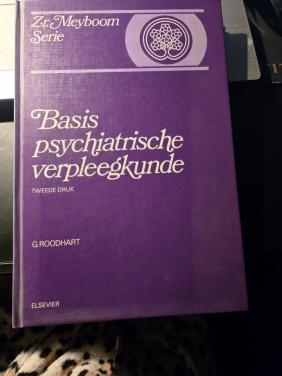 Zr. Meyboom
Serie
Basis
psychiatrische
verpleegkunde
TWEEDE DRUK
G. ROODHART
ELSEVIER